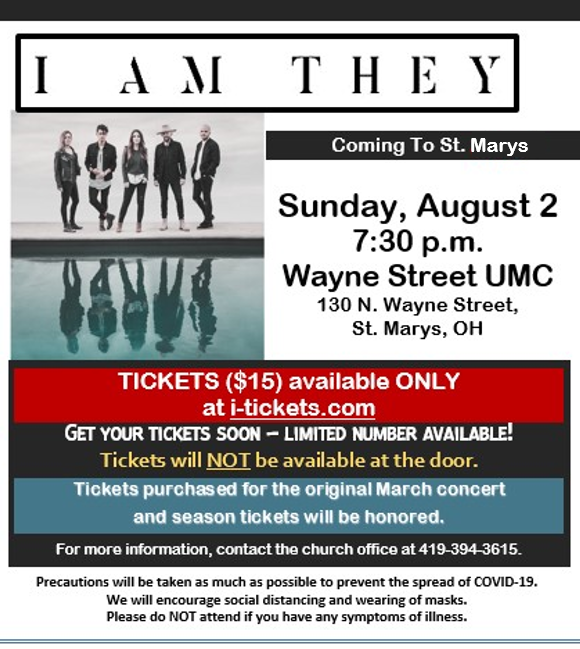 I AM THEY
Coming To St. Marys
Sunday, August 2
7:30 p.m.
Wayne Street UMC
130 N. Wayne Street,
St. Marys, OH
TICKETS ($15) available ONLY
at i-tickets.com
GET YOUR TICKETS SOON – LIMITED NUMBER AVAILABLE!
Tickets will NOT be available at the door.
Tickets purchased for the original March concert
and season tickets will be honored.
For more information, contact the church office at 419-394-3615.
Precautions will be taken as much as possible to prevent the spread of COVID-19.
We will encourage social distancing and wearing of masks.
Please do NOT attend if you have any symptoms of illness.